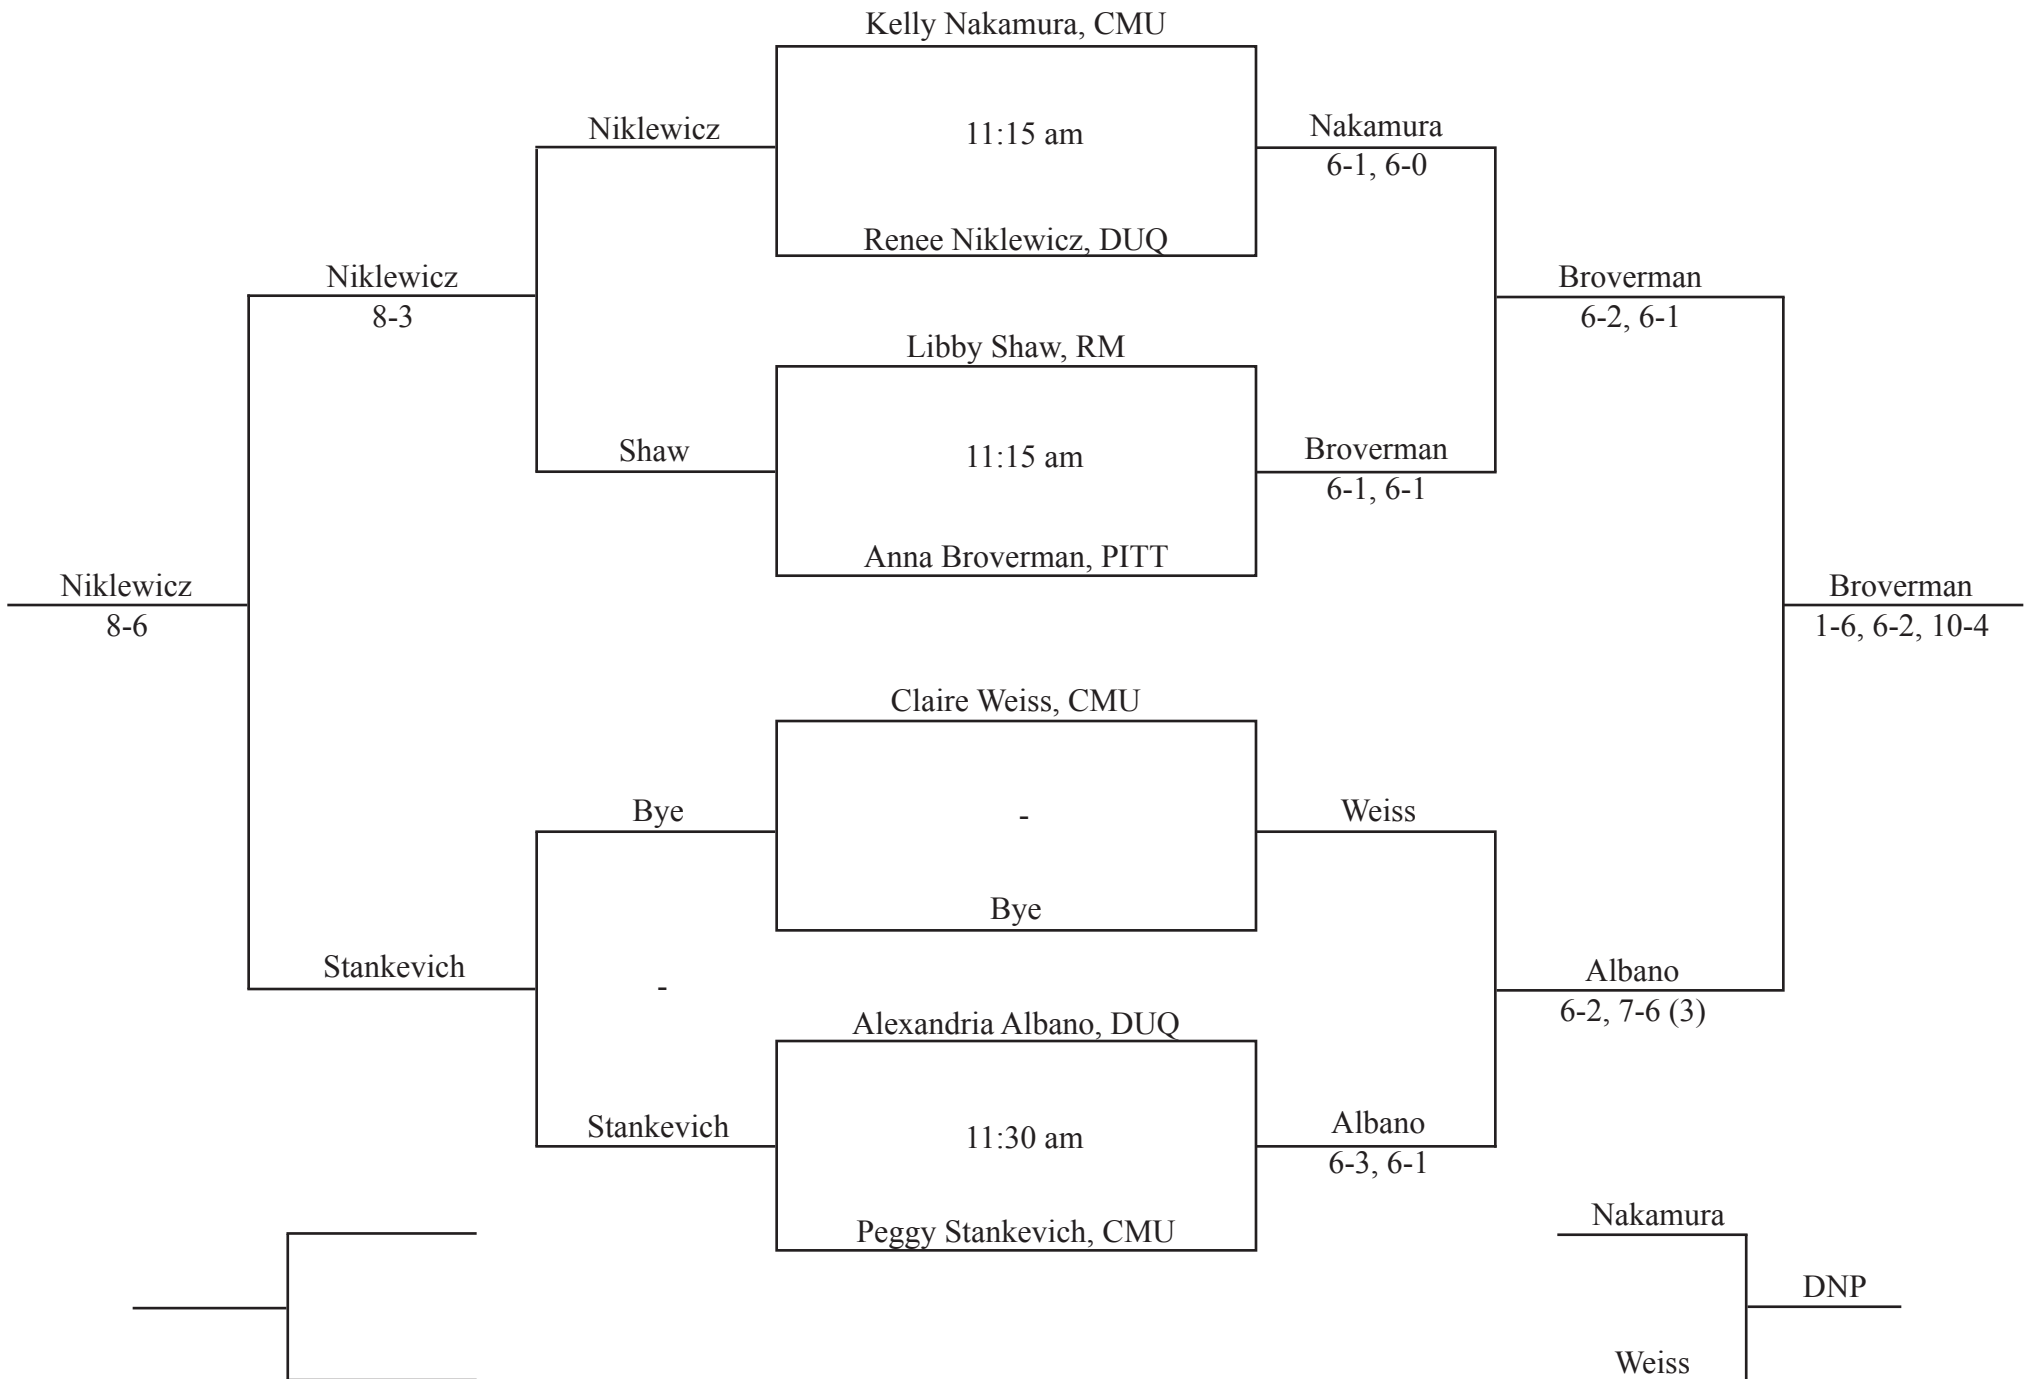 Kelly Nakamura, CMU
Niklewicz
11:15 am
Nakamura
6-1, 6-0
Renee Niklewicz, DUQ
Niklewicz
8-3
Broverman
6-2, 6-1
Libby Shaw, RM
Shaw
11:15 am
Broverman
6-1, 6-1
Anna Broverman, PITT
Niklewicz
8-6
Broverman
1-6, 6-2, 10-4
Claire Weiss, CMU
Bye
-
Weiss
Bye
Stankevich
-
Albano
6-2, 7-6 (3)
Alexandria Albano, DUQ
Stankevich
11:30 am
Albano
6-3, 6-1
Peggy Stankevich, CMU
Nakamura
DNP
Weiss